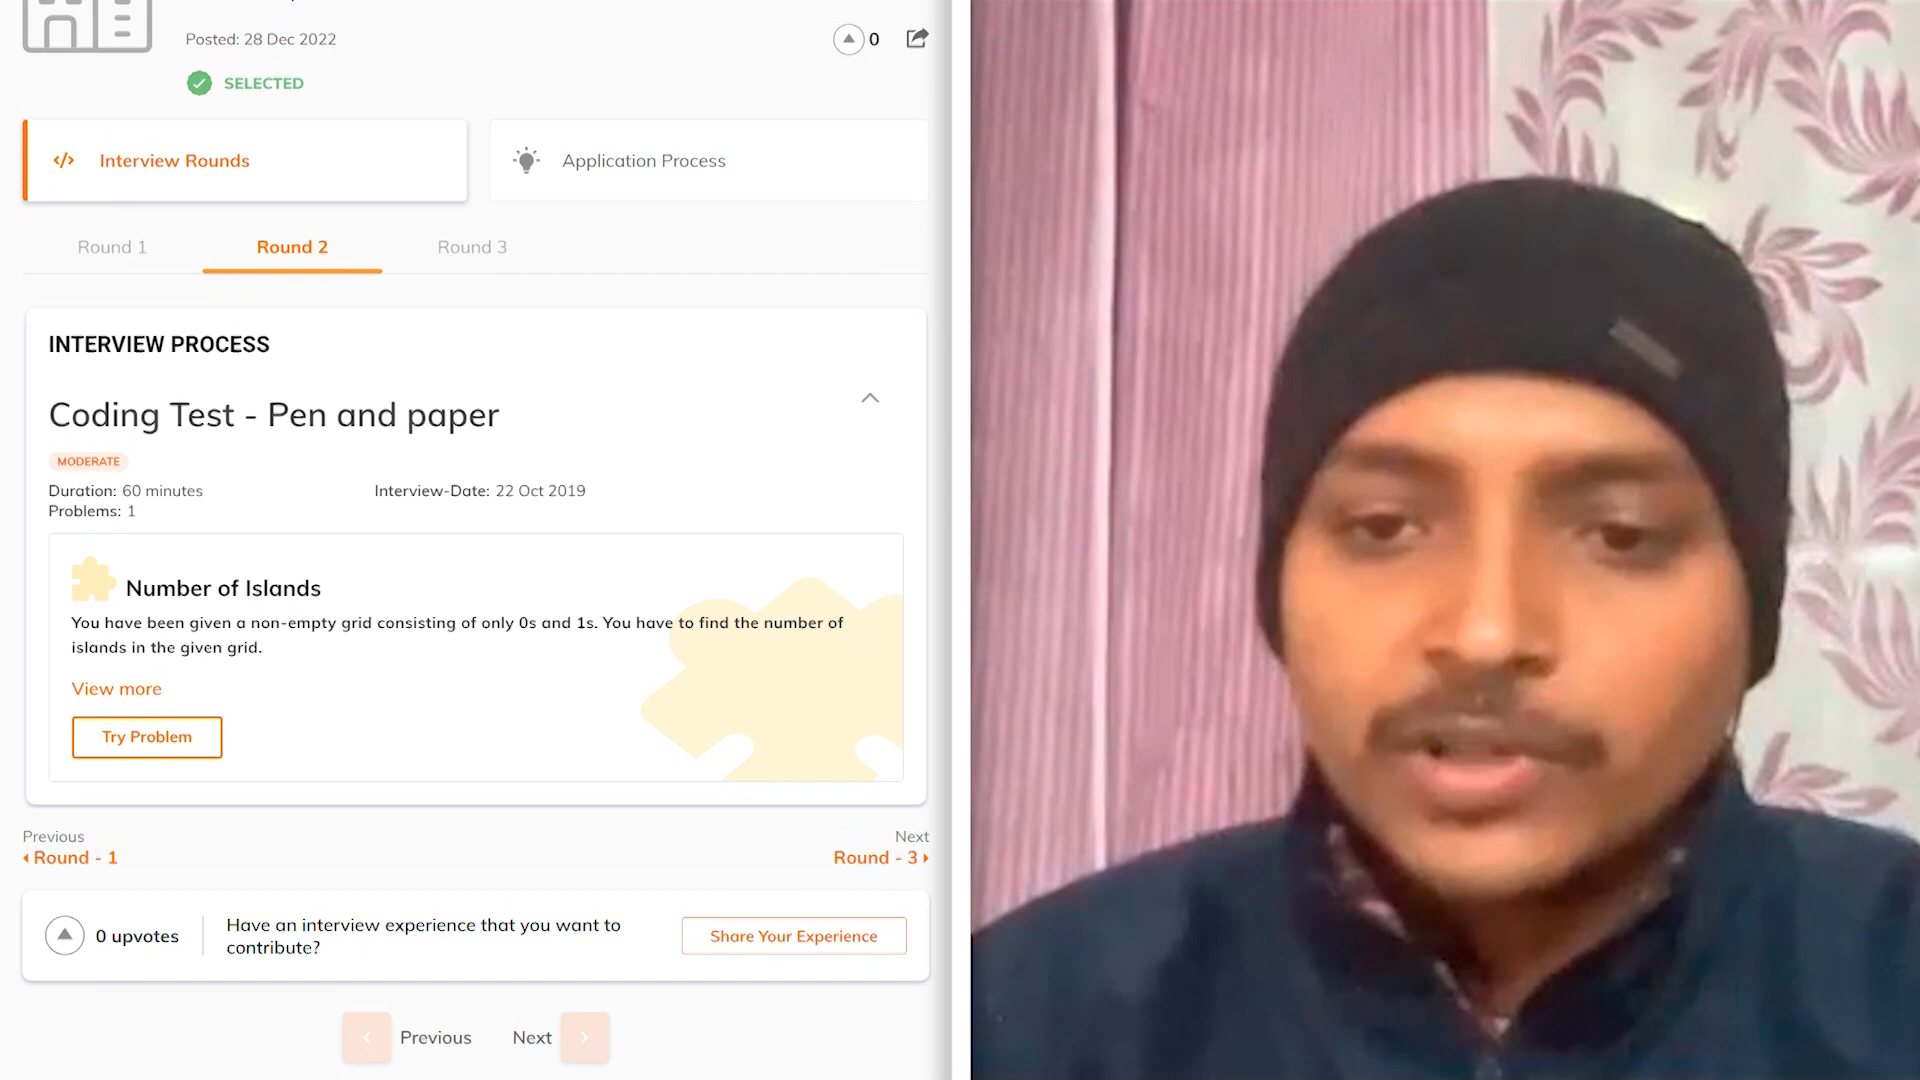 Posted: 28 Dec 2022
0
SELECTED
Interview Rounds
Application Process
Round 1
Round 2
Round 3
INTERVIEW PROCESS
Coding Test - Pen and paper
MODERATE
Duration: 60 minutes
Interview-Date: 22 Oct 2019
Problems: 1
Number of Islands
You have been given a non-empty grid consisting of only 0s and 1s. You have to find the number of
islands in the given grid.
View more
Try Problem
Previous
Next
Round - 1
Round - 3
0 upvotes
Have an interview experience that you want to
contribute?
Share Your Experience
Previous
Next